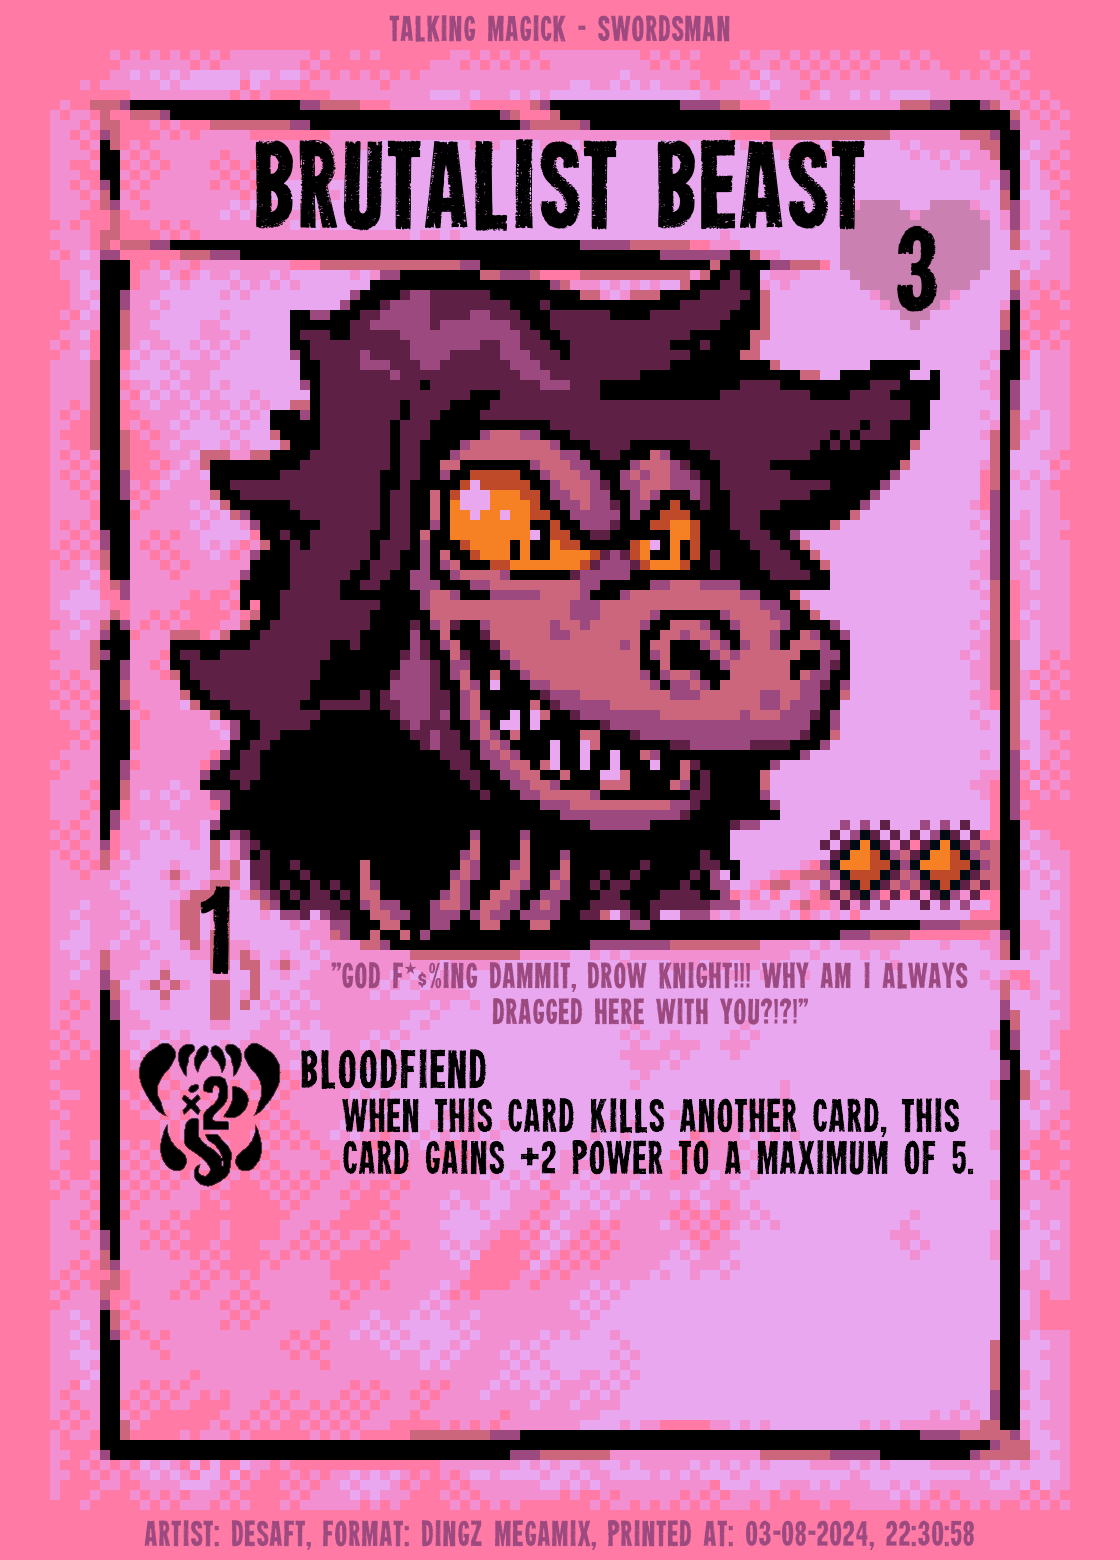 TALKING MAGICK - SWORDSMAN
BRUTALIST BEAST
3
1
"GOD F*$%ING DAMMIT, DROW KNIGHT!!! WHY AM I ALWAYS
DRAGGED HERE WITH YOU?!?!"
x2
BLOODFIEND
WHEN THIS CARD KILLS ANOTHER CARD, THIS
CARD GAINS +2 POWER TO A MAXIMUM OF 5.
ARTIST: DESAFT, FORMAT: DINGZ MEGAMIX, PRINTED AT: 03-08-2024, 22:30:58